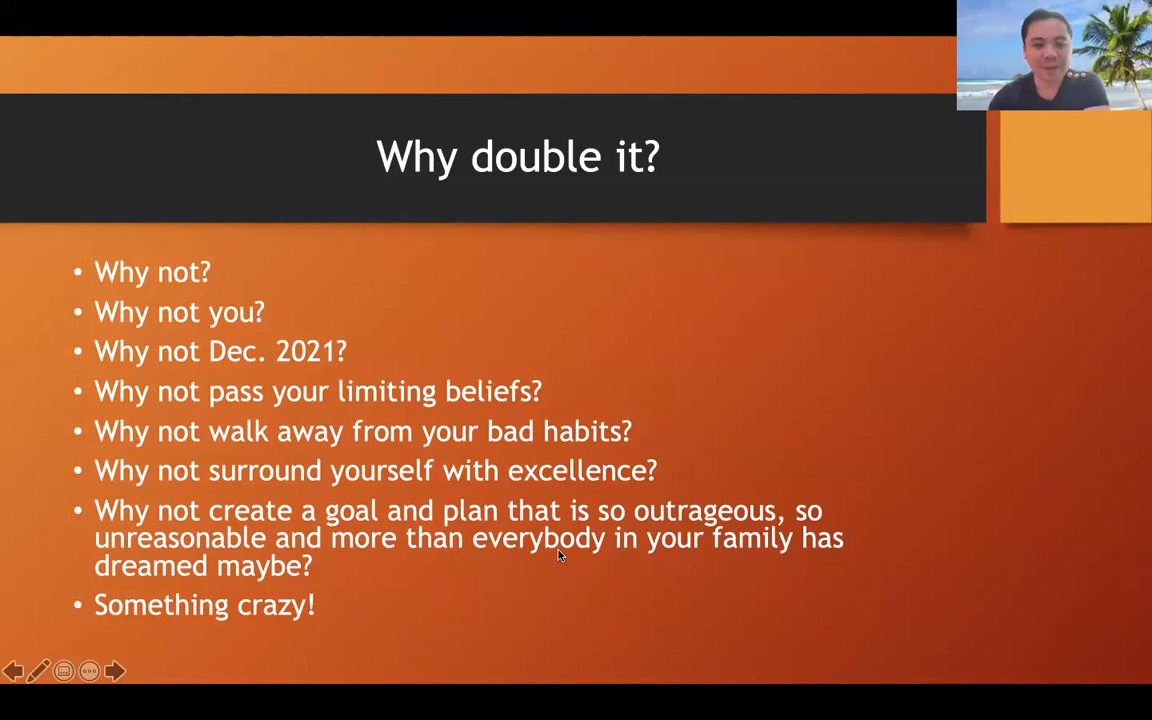 Why double it?
• Why not?
• Why not you?
• Why not Dec. 2021?
• Why not pass your limiting beliefs?
• Why not walk away from your bad habits?
• Why not surround yourself with excellence?
• Why not create a goal and plan that is so outrageous, so
unreasonable and more than everybody in your family has
dreamed maybe?
• Something crazy!